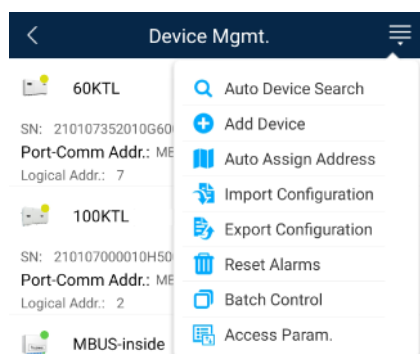 Device Mgmt.
60KTL
SN: 210107352010G60
Port-Comm Addr.: ME
Logical Addr.: 7
100KTL
SN: 210107000010H50
Port-Comm Addr.: ME
Logical Addr.: 2
MBUS-inside
Auto Device Search
Add Device
Auto Assign Address
Import Configuration
Export Configuration
Reset Alarms
Batch Control
Access Param.